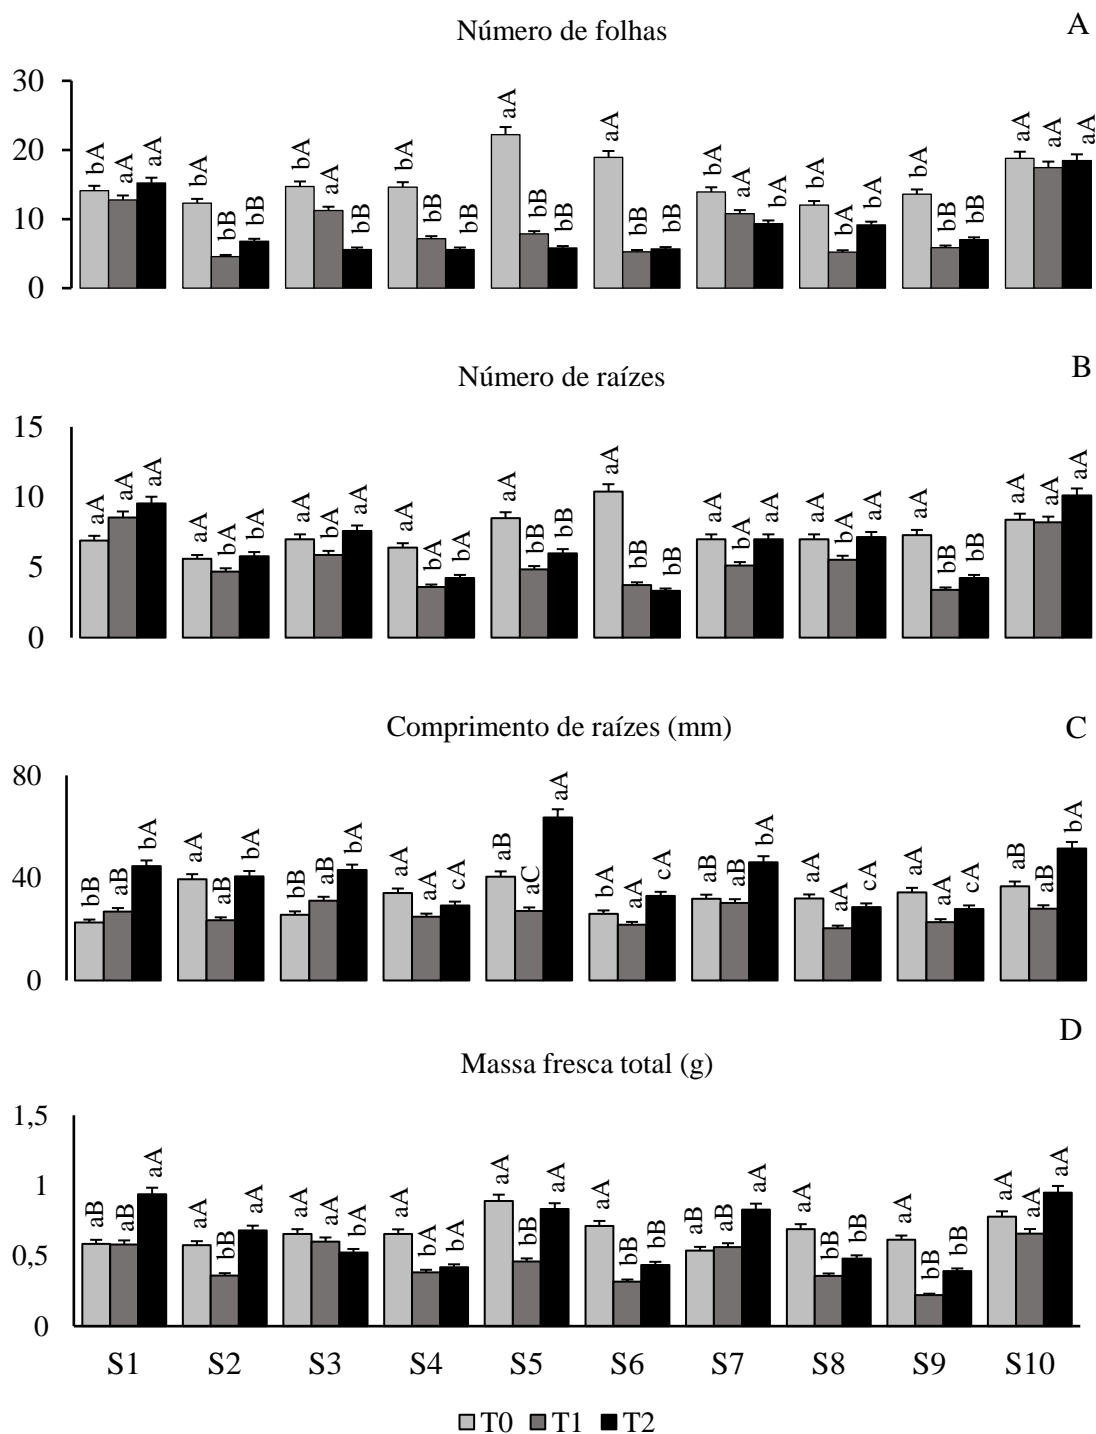 A
Número de folhas
30
20
10
0
bA aA aA bA bB bB bA aA bB bA bB bB aA bB bB aA bB bB bA aA bA bA bA bA bA bB bB aA aA aA
B
Número de raízes
15
10
5
0
aA aA aA aA bA bA aA bA aA aA bA bA aA bB bB aA bB bB aA bA aA aA bA aA aA bB bB aA aA aA
Comprimento de raízes (mm)
C
80
40
0
bB aB bA aA aB bA bB aB bA aA aA cA aB aC aA bA aA cA aB aB bA aA aA cA aA aA cA aB aB bA
D
Massa fresca total (g)
1,5
1
0,5
0
aB aB aA aA bB aA aA aA bA aA bA bA aA bB aA aA bB bB aB aB aA aA bB bB aA bB bB aA aA aA
S1 S2 S3 S4 S5 S6 S7 S8 S9 S10
T0 T1 T2